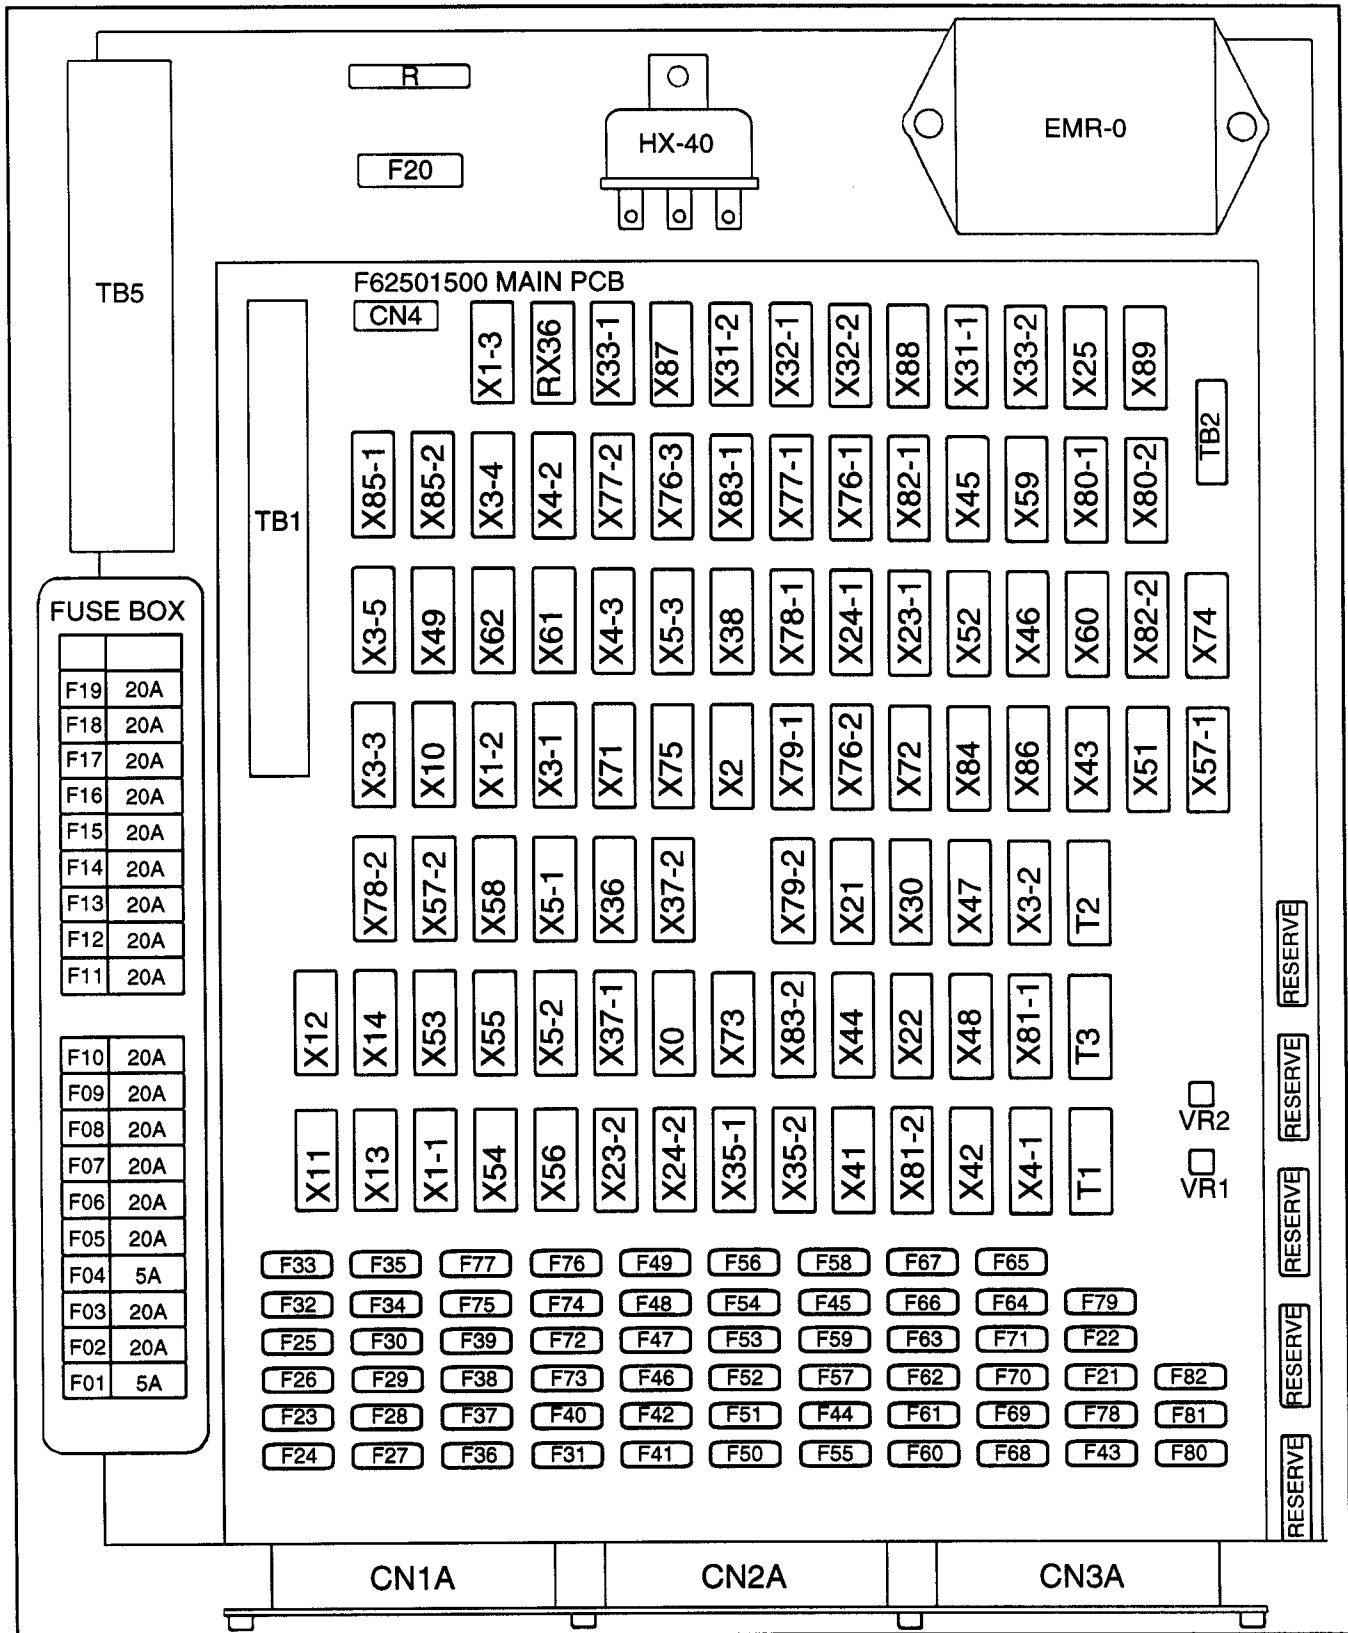 R
HX-40
EMR-0
F20
TB5
F62501500 MAIN PCB
CN4
X1-3 RX36 X33-1 X87 X31-2 X32-1 X32-2 X88 X31-1 X33-2 X25 X89
TB2
TB1
X85-1 X85-2 X3-4 X4-2 X77-2 X76-3 X83-1 X77-1 X76-1 X82-1 X45 X59 X80-1 X80-2
X3-5 X49 X62 X61 X4-3 X5-3 X38 X78-1 X24-1 X23-1 X52 X46 X60 X82-2 X74
X3-3 X10 X1-2 X3-1 X71 X75 X2 X79-1 X76-2 X72 X84 X86 X43 X51 X57-1
X78-2 X57-2 X58 X5-1 X36 X37-2 X79-2 X21 X30 X47 X3-2 T2
X12 X14 X53 X55 X5-2 X37-1 X0 X73 X83-2 X44 X22 X48 X81-1 T3
X11 X13 X1-1 X54 X56 X23-2 X24-2 X35-1 X35-2 X41 X81-2 X42 X4-1 T1
VR2
VR1
RESERVE
RESERVE
RESERVE
RESERVE
RESERVE
FUSE BOX
F19 20A
F18 20A
F17 20A
F16 20A
F15 20A
F14 20A
F13 20A
F12 20A
F11 20A
F10 20A
F09 20A
F08 20A
F07 20A
F06 20A
F05 20A
F04 5A
F03 20A
F02 20A
F01 5A
F33 F35 F77 F76 F49 F56 F58 F67 F65
F32 F34 F75 F74 F48 F54 F45 F66 F64 F79
F25 F30 F39 F72 F47 F53 F59 F63 F71 F22
F26 F29 F38 F73 F46 F52 F57 F62 F70 F21 F82
F23 F28 F37 F40 F42 F51 F44 F61 F69 F78 F81
F24 F27 F36 F31 F41 F50 F55 F60 F68 F43 F80
CN1A CN2A CN3A